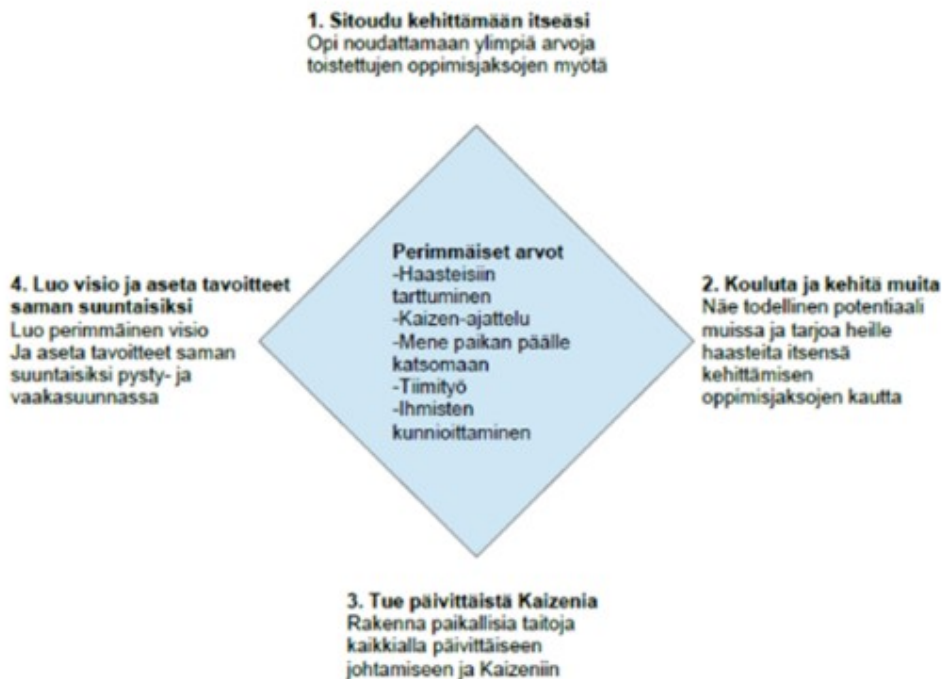 1. Sitoudu kehittämään itseäsi
Opi noudattamaan ylimpiä arvoja
toistettujen oppimisjaksojen myötä
Perimmäiset arvot
-Haasteisiin
tarttuminen
-Kaizen-ajattelu
-Mene paikan päälle
katsomaan
-Tiimityö
-Ihmisten
kunnioittaminen
2. Kouluta ja kehitä muita
Näe todellinen potentiaali
muissa ja tarjoa heille
haasteita itsensä
kehittämisen
oppimisjaksojen kautta
3. Tue päivittäistä Kaizenia
Rakenna paikallisia taitoja
kaikkialla päivittäiseen
johtamiseen ja Kaizeniin
4. Luo visio ja aseta tavoitteet
saman suuntaisiksi
Luo perimmäinen visio
Ja aseta tavoitteet saman
suuntaisiksi pysty- ja
vaakasuunnassa